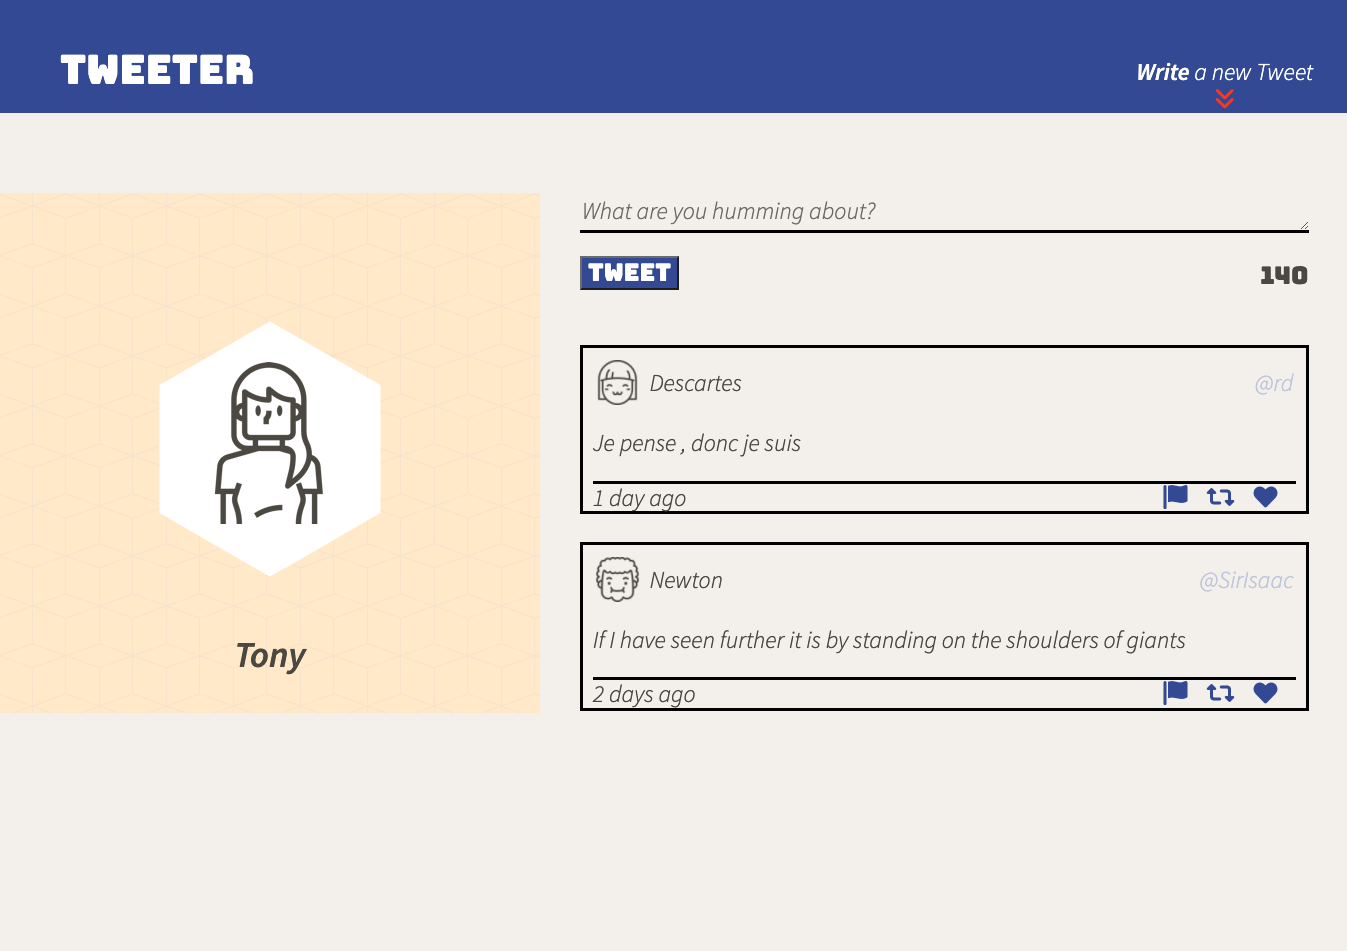 TWEETER
Write a new Tweet
What are you humming about?
TWEET
140
Descartes
@rd
Je pense , donc je suis
1 day ago
Newton
@SirIsaac
If I have seen further it is by standing on the shoulders of giants
2 days ago
Tony